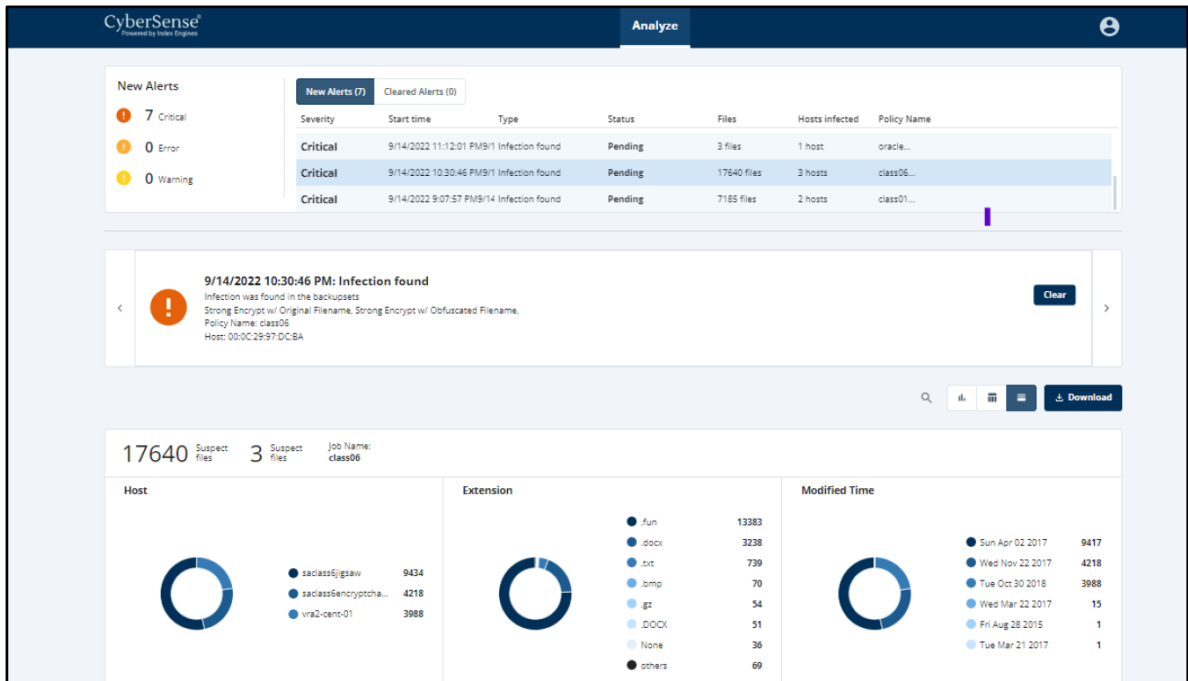 CyberSense®
Powered by Index Engines
Analyze
New Alerts
7 Critical
0 Error
0 Warning
New Alerts (7) Cleared Alerts (0)
Severity Start time Type Status Files Hosts infected Policy Name
Critical 9/14/2022 11:12:01 PM9/1 Infection found Pending 3 files 1 host oracle...
Critical 9/14/2022 10:30:46 PM9/1 Infection found Pending 17640 files 3 hosts class06...
Critical 9/14/2022 9:07:57 PM9/14 Infection found Pending 7185 files 2 hosts class01...
9/14/2022 10:30:46 PM: Infection found
Infection was found in the backupsets
Strong Encrypt w/ Original Filename, Strong Encrypt w/ Obfuscated Filename,
Policy Name: class06
Host: 00:0C:29:97:DC:BA
Clear
Download
17640 Suspect files 3 Suspect files Job Name: class06
Host
saclass6jigsaw 9434
saclass6encryptcha... 4218
vra2-cent-01 3988
Extension
.fun 13383
.docx 3238
.txt 739
.bmp 70
.gz 54
.DOCX 51
None 36
others 69
Modified Time
Sun Apr 02 2017 9417
Wed Nov 22 2017 4218
Tue Oct 30 2018 3988
Wed Mar 22 2017 15
Fri Aug 28 2015 1
Tue Mar 21 2017 1